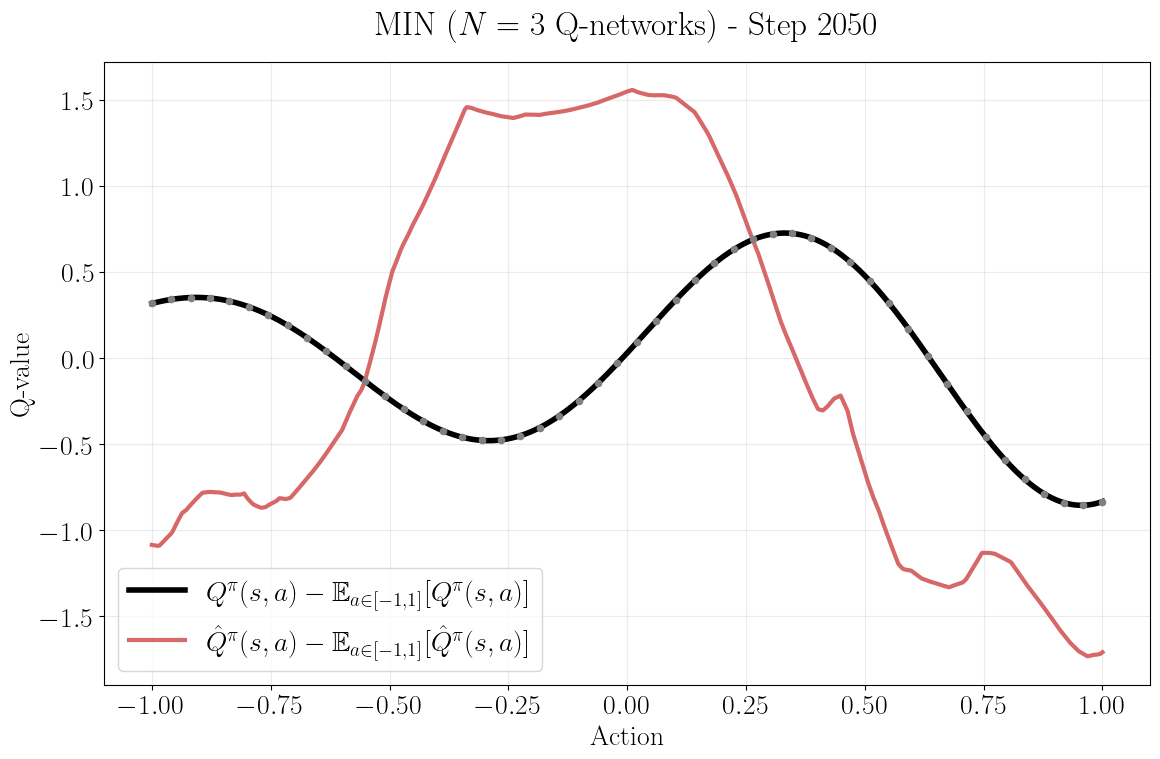 MIN (N = 3 Q-networks) - Step 2050
Q-value
1.5
1.0
0.5
0.0
−0.5
−1.0
−1.5
Q^π(s, a) − 𝔼_{a∈[−1,1]}[Q^π(s, a)]
Q̂^π(s, a) − 𝔼_{a∈[−1,1]}[Q̂^π(s, a)]
−1.00 −0.75 −0.50 −0.25 0.00 0.25 0.50 0.75 1.00
Action